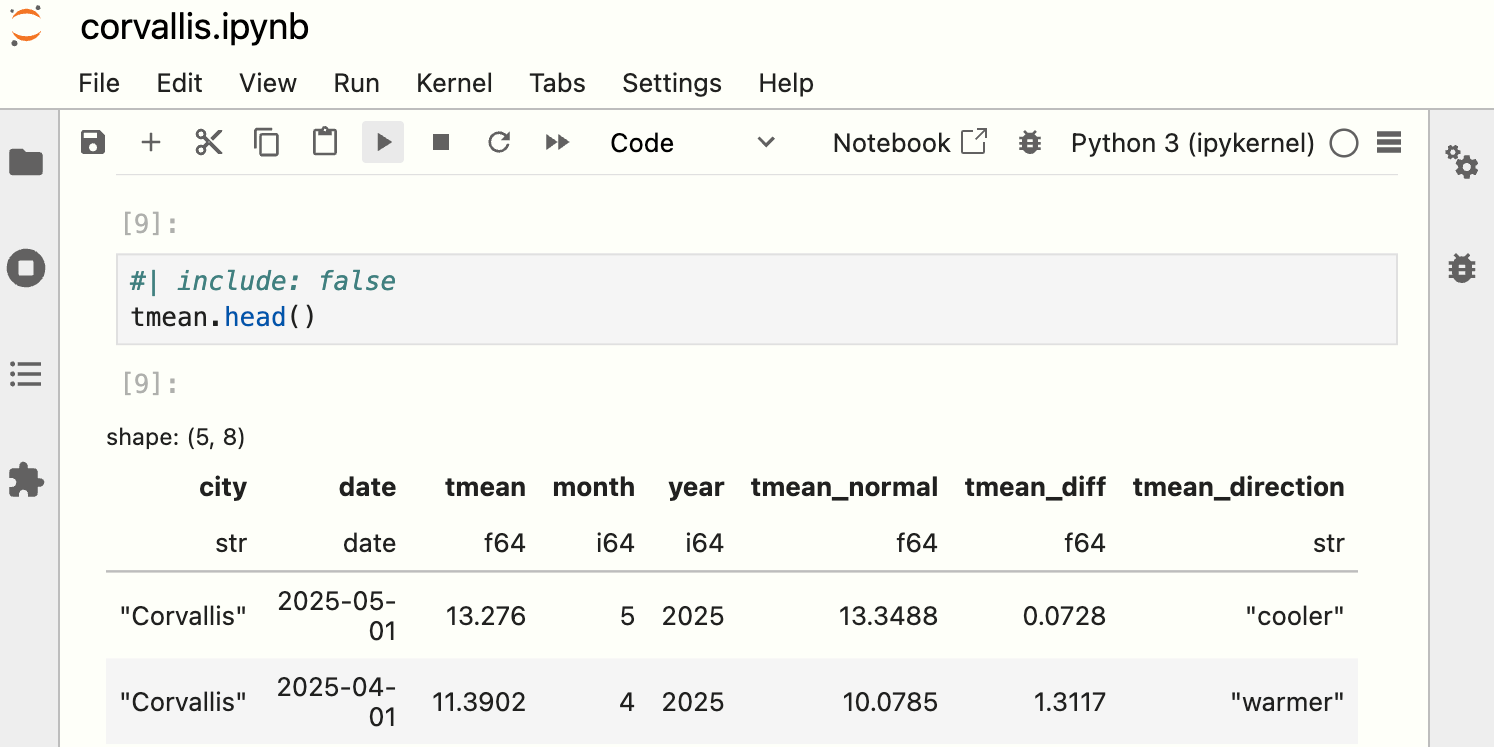 corvallis.ipynb
File Edit View Run Kernel Tabs Settings Help
Code Notebook Python 3 (ipykernel)
[9]:
#| include: false
tmean.head()
[9]:
shape: (5, 8)
city date tmean month year tmean_normal tmean_diff tmean_direction
str date f64 i64 i64 f64 f64 str
"Corvallis" 2025-05-01 13.276 5 2025 13.3488 0.0728 "cooler"
"Corvallis" 2025-04-01 11.3902 4 2025 10.0785 1.3117 "warmer"